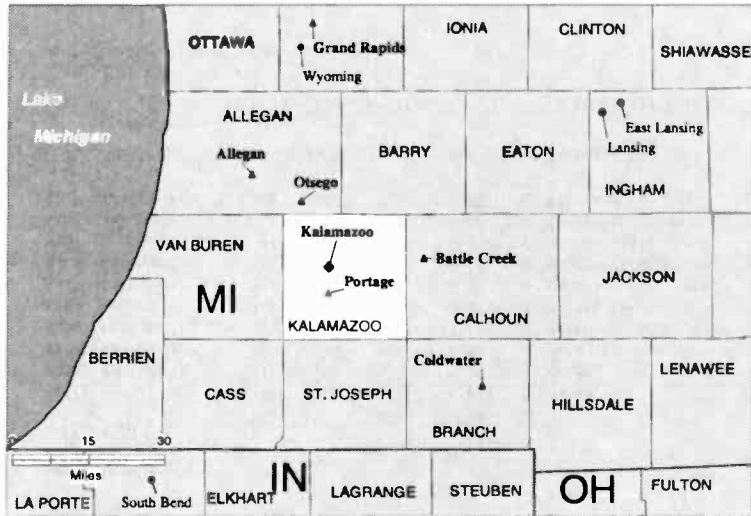 OTTAWA
Grand Rapids
Wyoming
IONIA
CLINTON
SHIAWASSE
Lake
Michigan
ALLEGAN
Allegan
Otsego
BARRY
EATON
East Lansing
Lansing
INGHAM
VAN BUREN
Kalamazoo
Portage
KALAMAZOO
Battle Creek
CALHOUN
JACKSON
MI
BERRIEN
CASS
ST. JOSEPH
Coldwater
BRANCH
HILLSDALE
LENAWEE
0 15 30
Miles
LA PORTE
South Bend
ELKHART
IN
LAGRANGE
STEUBEN
OH
FULTON